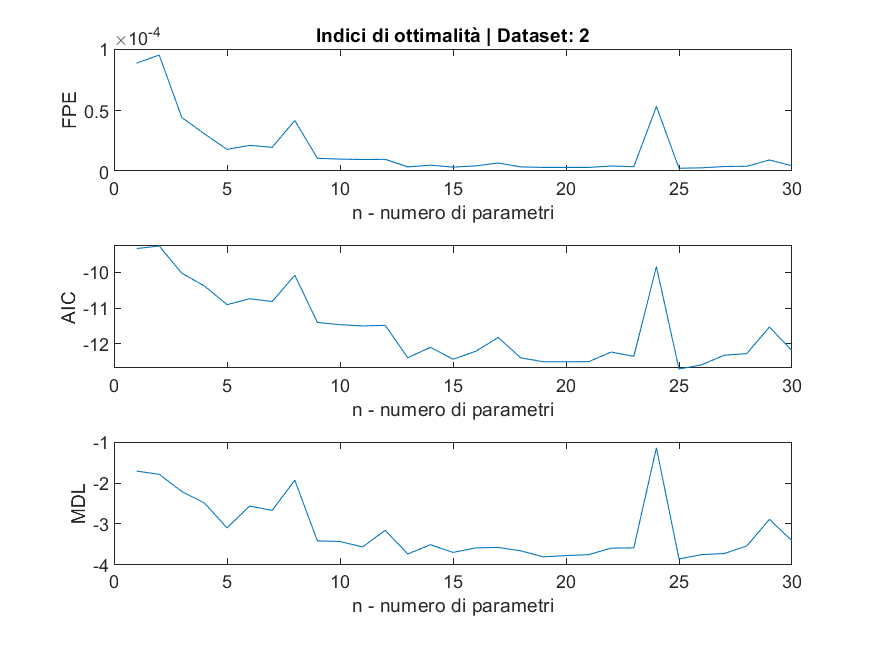 Indici di ottimalità | Dataset: 2
×10⁻⁴
1
0.5
0
FPE
0 5 10 15 20 25 30
n - numero di parametri
-10
-11
-12
AIC
0 5 10 15 20 25 30
n - numero di parametri
-1
-2
-3
-4
MDL
0 5 10 15 20 25 30
n - numero di parametri